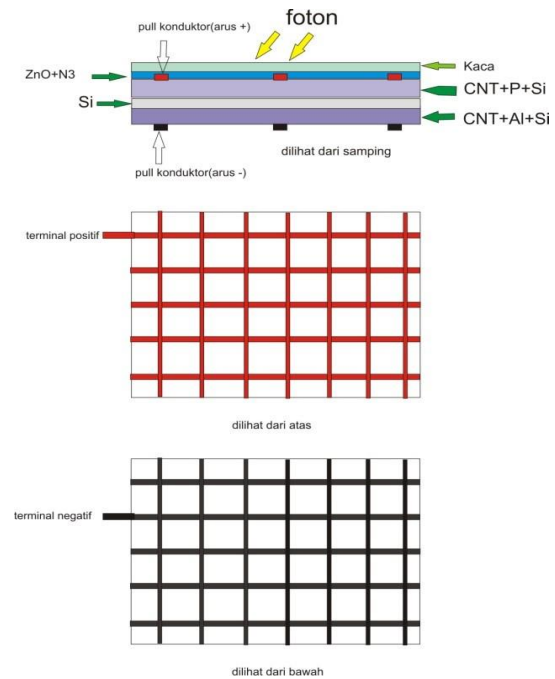 pull konduktor(arus +)
foton
ZnO+N3
Kaca
CNT+P+Si
Si
CNT+Al+Si
dilihat dari samping
pull konduktor(arus -)
terminal positif
dilihat dari atas
terminal negatif
dilihat dari bawah